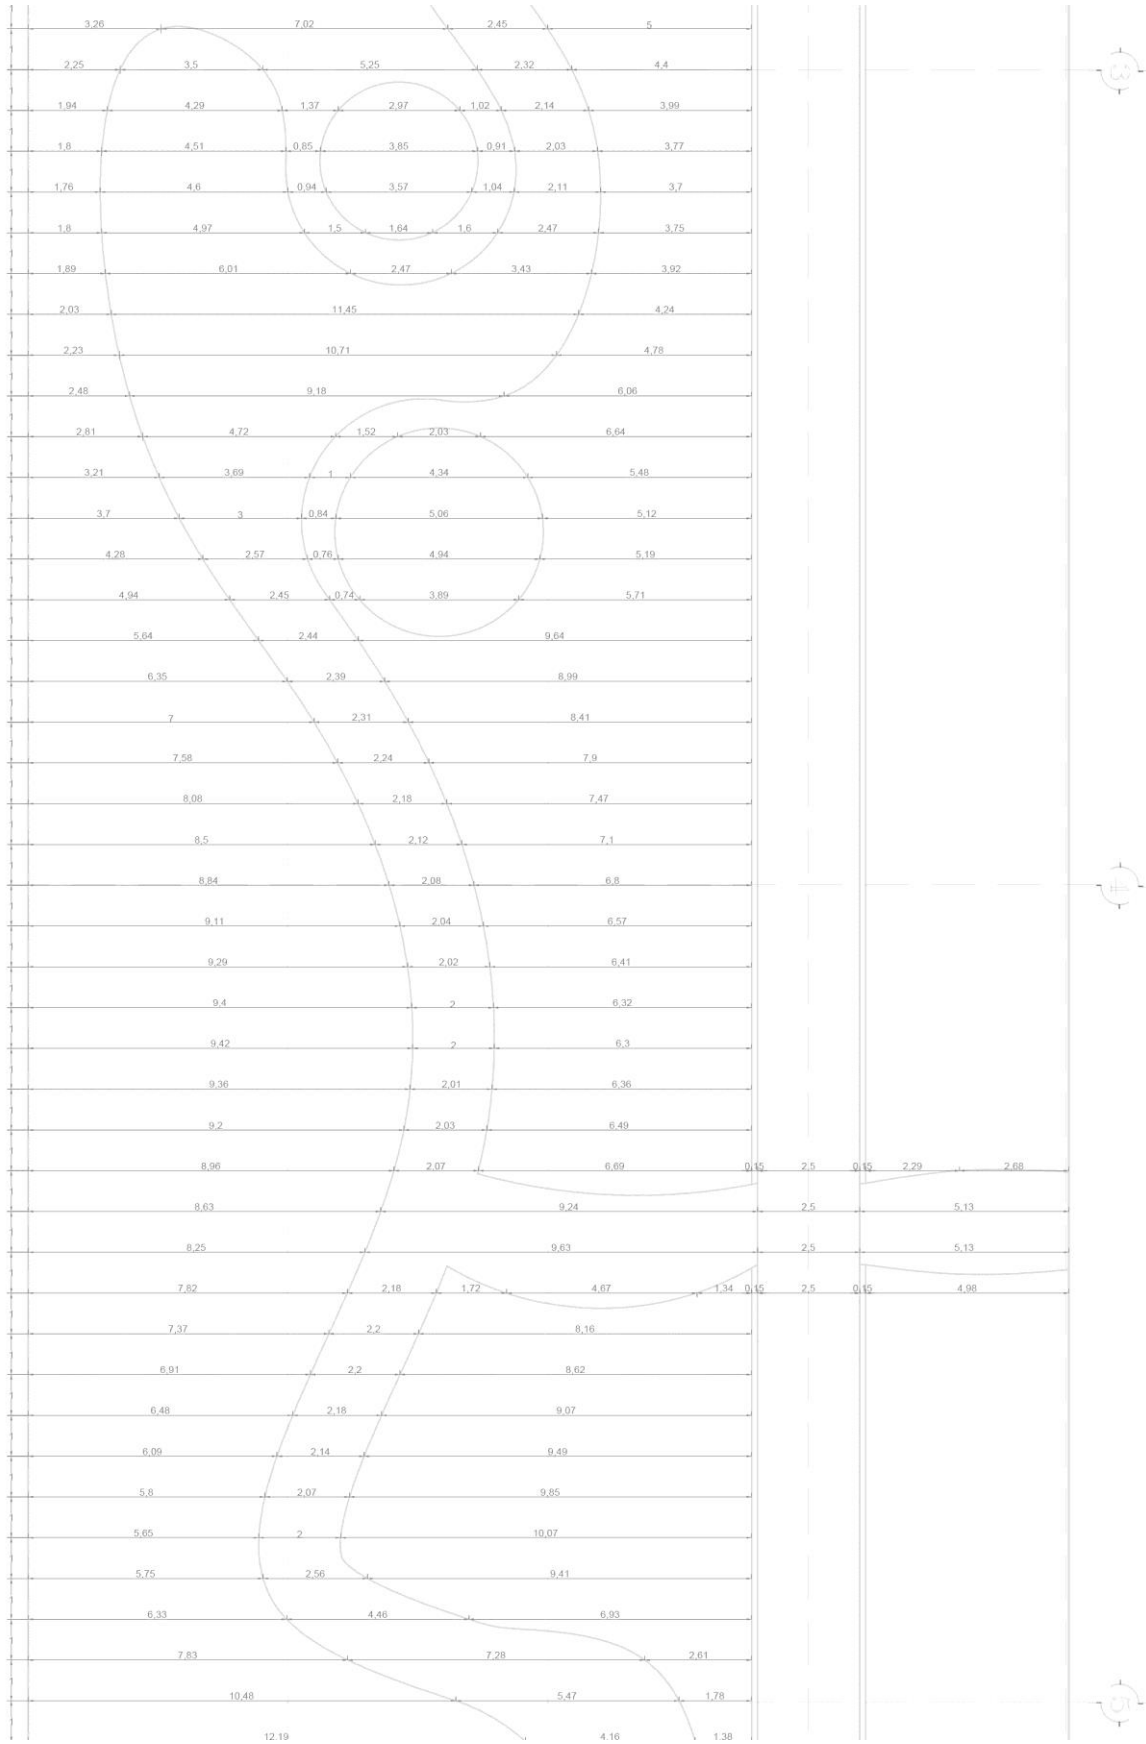 3,26 7,02 2,45 5
2,25 3,5 5,25 2,32 4,4
3
1,94 4,29 1,37 2,97 1,02 2,14 3,99
1,8 4,51 0,85 3,85 0,91 2,03 3,77
1,76 4,6 0,94 3,57 1,04 2,11 3,7
1,8 4,97 1,5 1,64 1,6 2,47 3,75
1,89 6,01 2,47 3,43 3,92
2,03 11,45 4,24
2,23 10,71 4,78
2,48 9,18 6,06
2,81 4,72 1,52 2,03 6,64
3,21 3,69 1 4,34 5,48
3,7 3 0,84 5,06 5,12
4,28 2,57 0,76 4,94 5,19
4,94 2,45 0,74 3,89 5,71
5,64 2,44 9,64
6,35 2,39 8,99
7 2,31 8,41
7,58 2,24 7,9
8,08 2,18 7,47
8,5 2,12 7,1
8,84 2,08 6,8
4
9,11 2,04 6,57
9,29 2,02 6,41
9,4 2 6,32
9,42 2 6,3
9,36 2,01 6,36
9,2 2,03 6,49
8,96 2,07 6,69 0,15 2,5 0,15 2,29 2,68
8,63 9,24 2,5 5,13
8,25 9,63 2,5 5,13
7,82 2,18 1,72 4,67 1,34 0,15 2,5 0,15 4,98
7,37 2,2 8,16
6,91 2,2 8,62
6,48 2,18 9,07
6,09 2,14 9,49
5,8 2,07 9,85
5,65 2 10,07
5,75 2,56 9,41
6,33 4,46 6,93
7,83 7,28 2,61
10,48 5,47 1,78
5
12,19 4,16 1,38